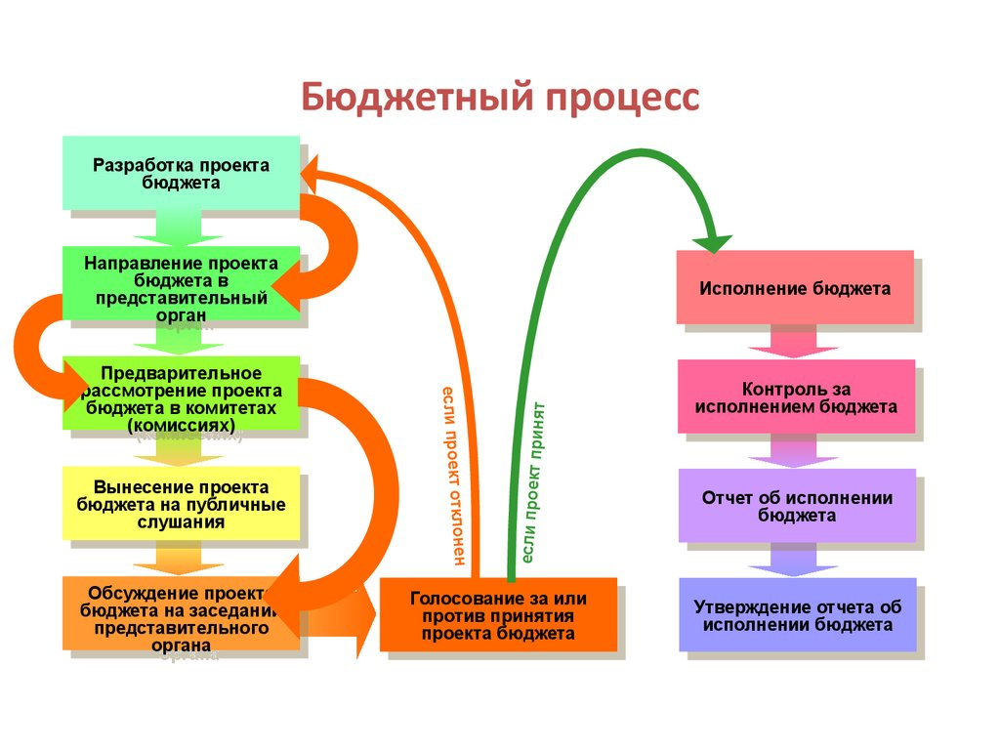 Бюджетный процесс
Разработка проекта
бюджета
Направление проекта
бюджета в
представительный
орган
Предварительное
рассмотрение проекта
бюджета в комитетах
(комиссиях)
Вынесение проекта
бюджета на публичные
слушания
Обсуждение проекта
бюджета на заседании
представительного
органа
если проект отклонен
если проект принят
Голосование за или
против принятия
проекта бюджета
Исполнение бюджета
Контроль за
исполнением бюджета
Отчет об исполнении
бюджета
Утверждение отчета об
исполнении бюджета